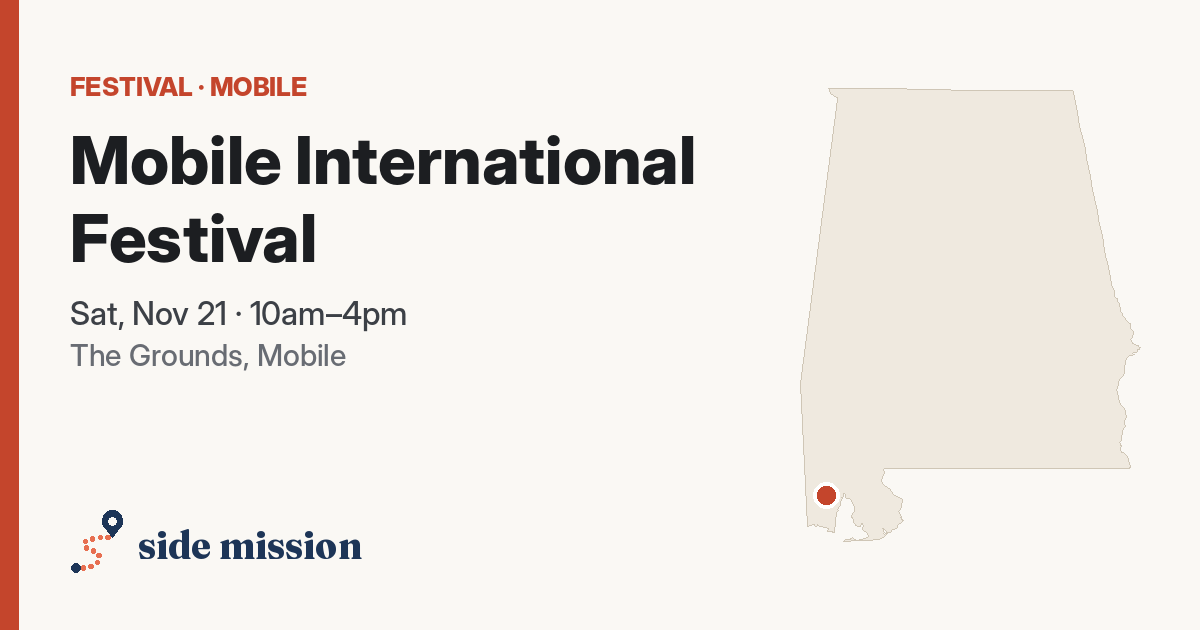 FESTIVAL · MOBILE
Mobile International
Festival
Sat, Nov 21 · 10am–4pm
The Grounds, Mobile
side mission